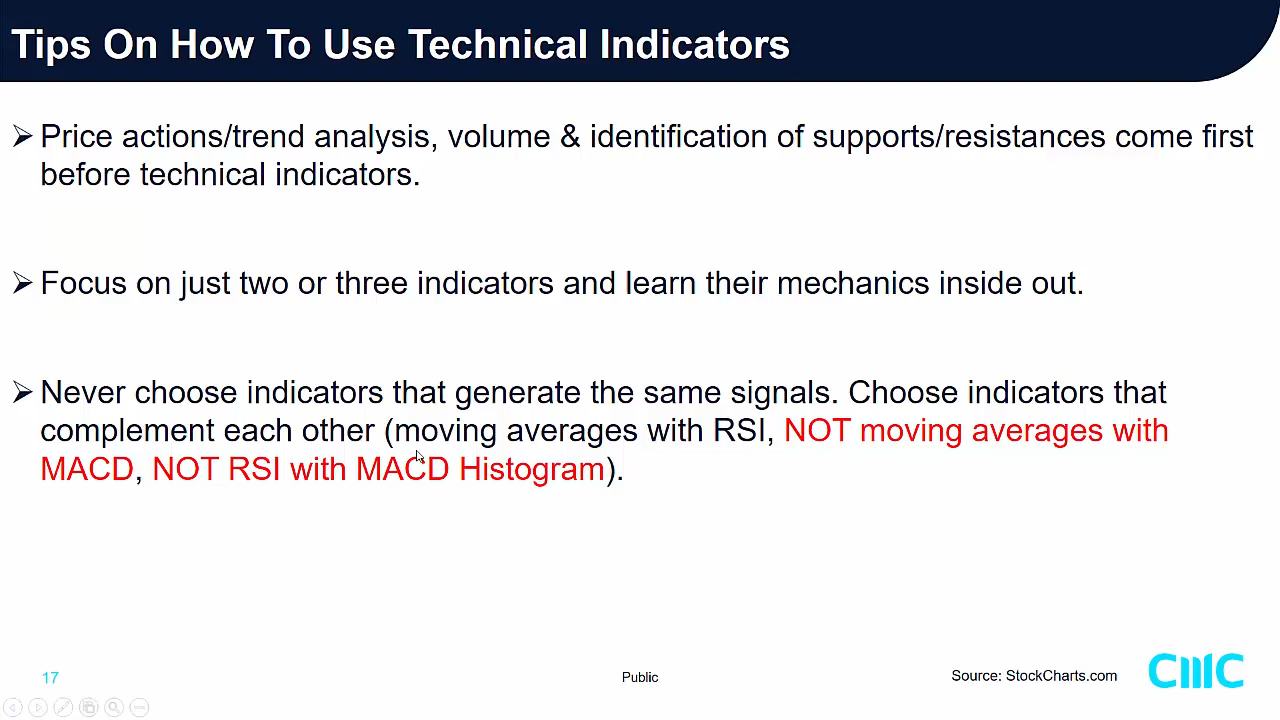 Tips On How To Use Technical Indicators
➢ Price actions/trend analysis, volume & identification of supports/resistances come first
before technical indicators.
➢ Focus on just two or three indicators and learn their mechanics inside out.
➢ Never choose indicators that generate the same signals. Choose indicators that
complement each other (moving averages with RSI, NOT moving averages with
MACD, NOT RSI with MACD Histogram).
17
Public
Source: StockCharts.com
CMC